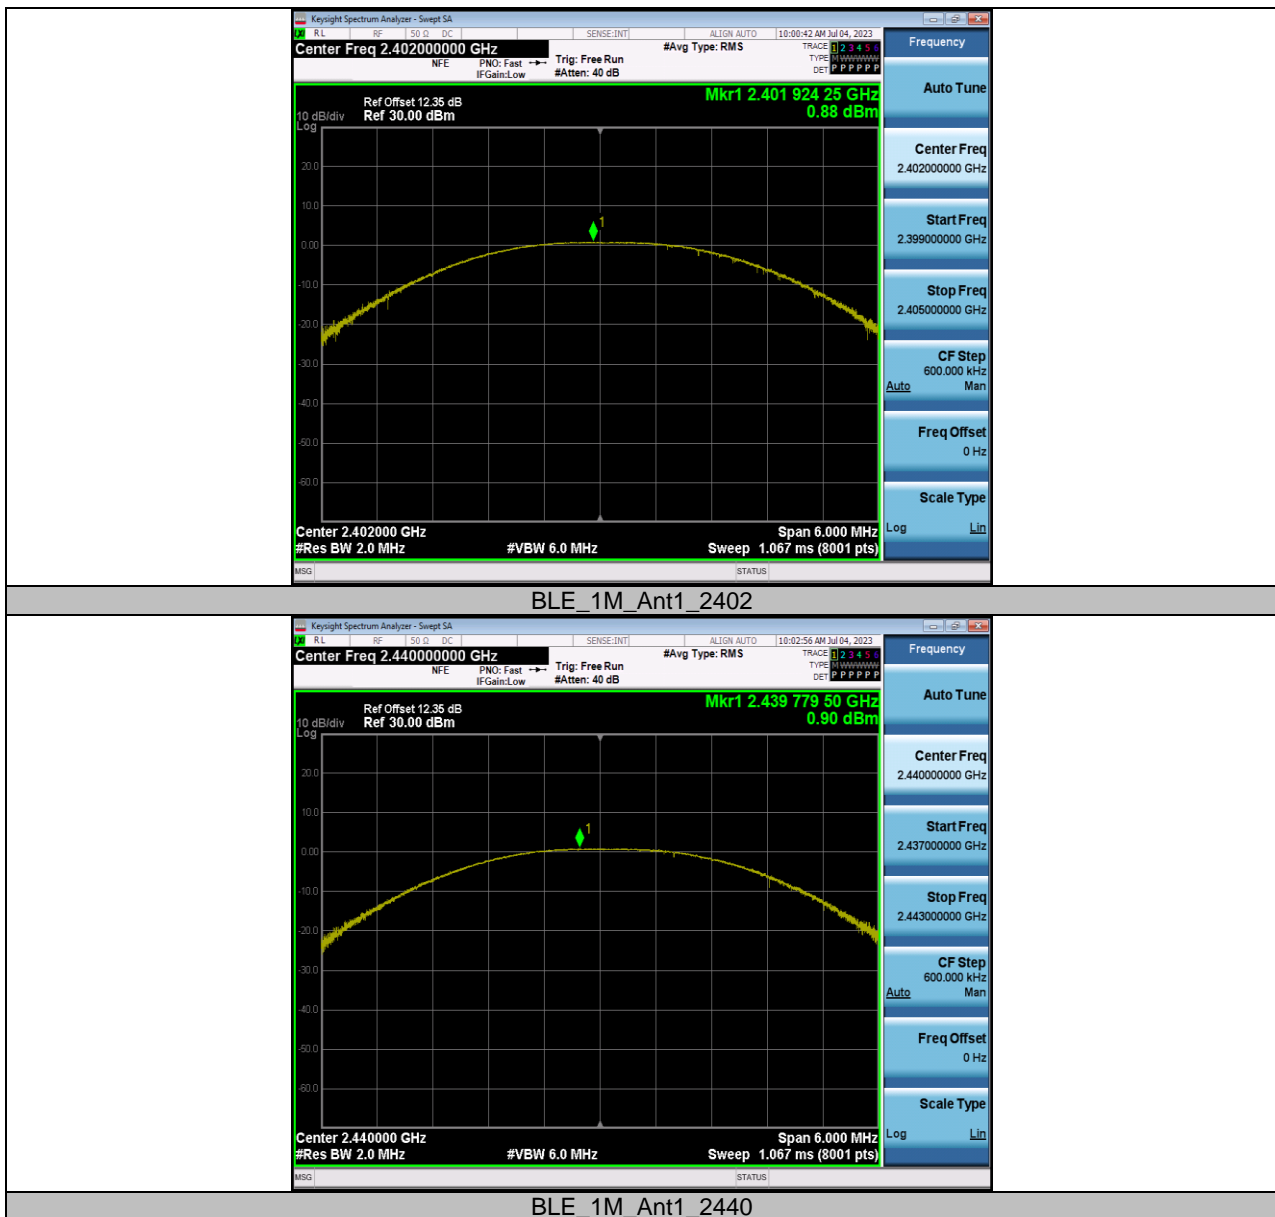 Keysight Spectrum Analyzer - Swept SA
RL RF 50 Ω DC SENSE:INT ALIGN AUTO 10:00:42 AM Jul 04, 2023
Center Freq 2.402000000 GHz
NFE PNO: Fast IFGain:Low
Trig: Free Run
#Atten: 40 dB
#Avg Type: RMS
TRACE 1 2 3 4 5 6
TYPE M WWWWW
DET P P P P P P
Mkr1 2.401 924 25 GHz
0.88 dBm
Ref Offset 12.35 dB
10 dB/div Ref 30.00 dBm
Log
20.0
10.0
0.00
-10.0
-20.0
-30.0
-40.0
-50.0
-60.0
1
Center 2.402000 GHz Span 6.000 MHz
#Res BW 2.0 MHz #VBW 6.0 MHz Sweep 1.067 ms (8001 pts)
MSG STATUS
Frequency
Auto Tune
Center Freq
2.402000000 GHz
Start Freq
2.399000000 GHz
Stop Freq
2.405000000 GHz
CF Step
600.000 kHz
Auto Man
Freq Offset
0 Hz
Scale Type
Log Lin
BLE_1M_Ant1_2402
Keysight Spectrum Analyzer - Swept SA
RL RF 50 Ω DC SENSE:INT ALIGN AUTO 10:02:56 AM Jul 04, 2023
Center Freq 2.440000000 GHz
NFE PNO: Fast IFGain:Low
Trig: Free Run
#Atten: 40 dB
#Avg Type: RMS
TRACE 1 2 3 4 5 6
TYPE M WWWWW
DET P P P P P P
Mkr1 2.439 779 50 GHz
0.90 dBm
Ref Offset 12.35 dB
10 dB/div Ref 30.00 dBm
Log
20.0
10.0
0.00
-10.0
-20.0
-30.0
-40.0
-50.0
-60.0
1
Center 2.440000 GHz Span 6.000 MHz
#Res BW 2.0 MHz #VBW 6.0 MHz Sweep 1.067 ms (8001 pts)
MSG STATUS
Frequency
Auto Tune
Center Freq
2.440000000 GHz
Start Freq
2.437000000 GHz
Stop Freq
2.443000000 GHz
CF Step
600.000 kHz
Auto Man
Freq Offset
0 Hz
Scale Type
Log Lin
BLE_1M_Ant1_2440